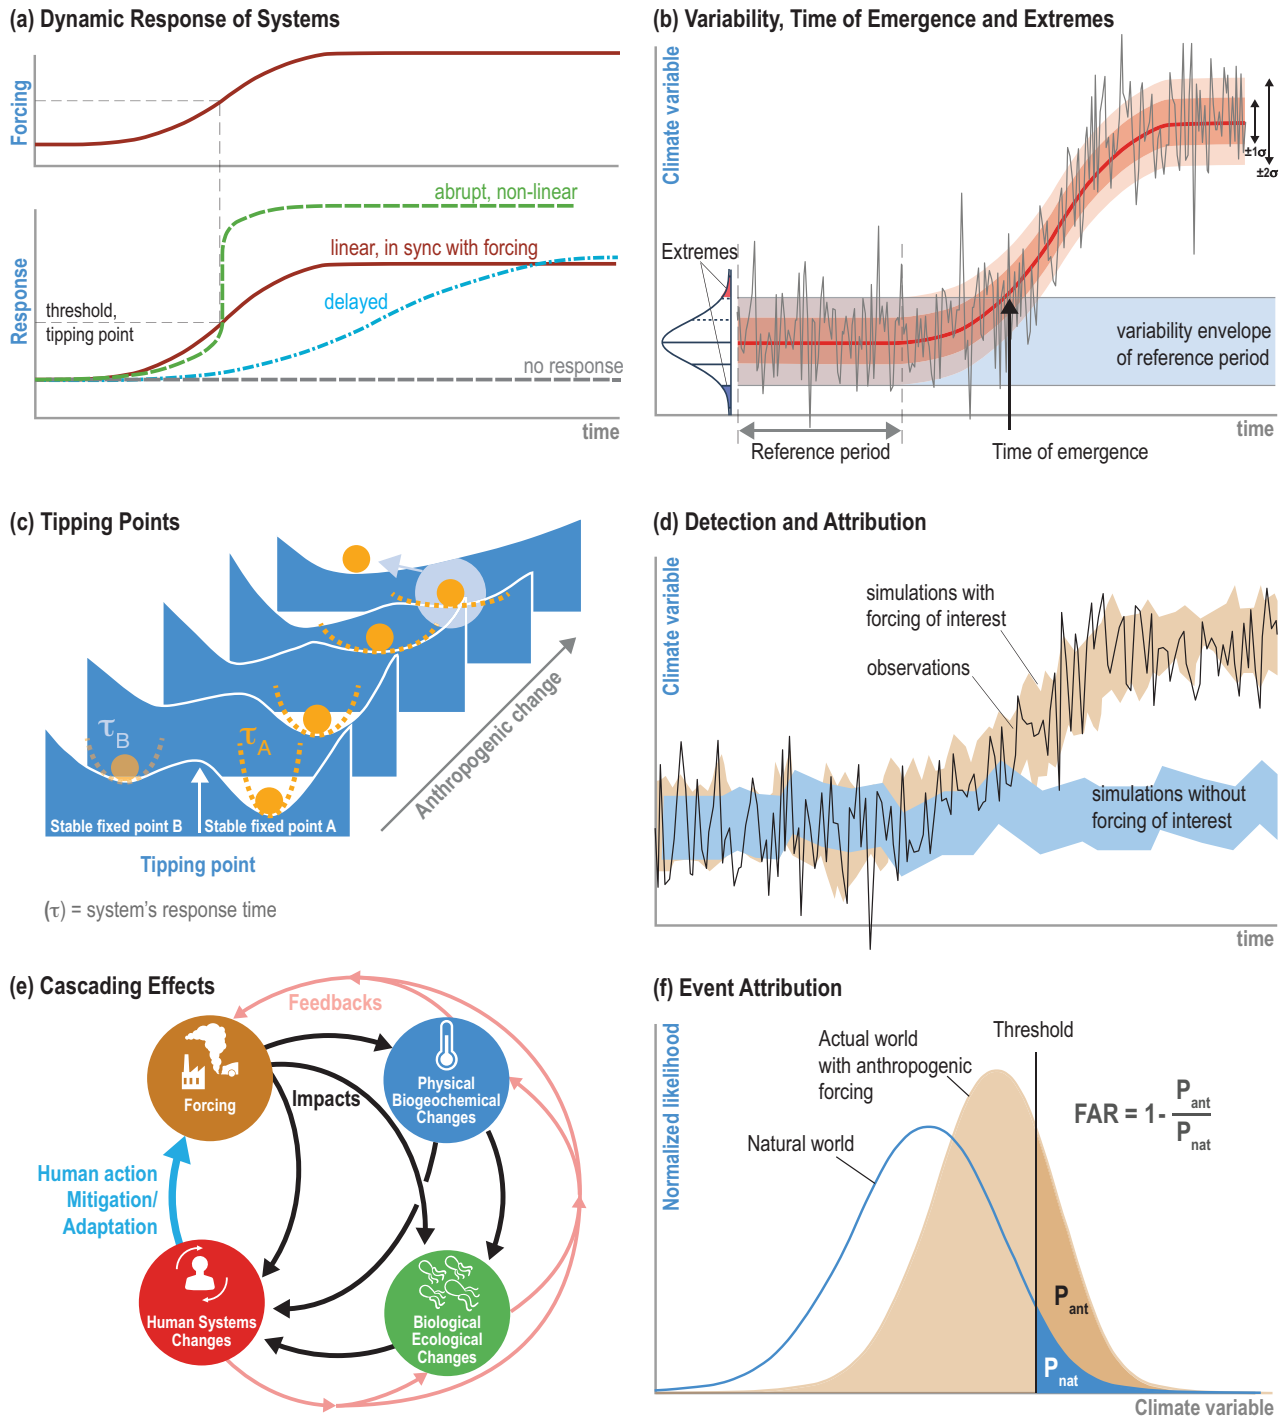 (a) Dynamic Response of Systems
Forcing
Response
abrupt, non-linear
linear, in sync with forcing
delayed
threshold,
tipping point
no response
time
(b) Variability, Time of Emergence and Extremes
Climate variable
±1σ
±2σ
Extremes
variability envelope
of reference period
time
Reference period
Time of emergence
(c) Tipping Points
τB
τA
Anthropogenic change
Stable fixed point B
Stable fixed point A
Tipping point
(τ) = system's response time
(d) Detection and Attribution
Climate variable
simulations with
forcing of interest
observations
simulations without
forcing of interest
time
(e) Cascading Effects
Feedbacks
Forcing
Impacts
Physical
Biogeochemical
Changes
Human action
Mitigation/
Adaptation
Human Systems
Changes
Biological
Ecological
Changes
(f) Event Attribution
Normalized likelihood
Actual world
with anthropogenic
forcing
Threshold
Natural world
FAR = 1- Pant
Pnat
Pant
Pnat
Climate variable